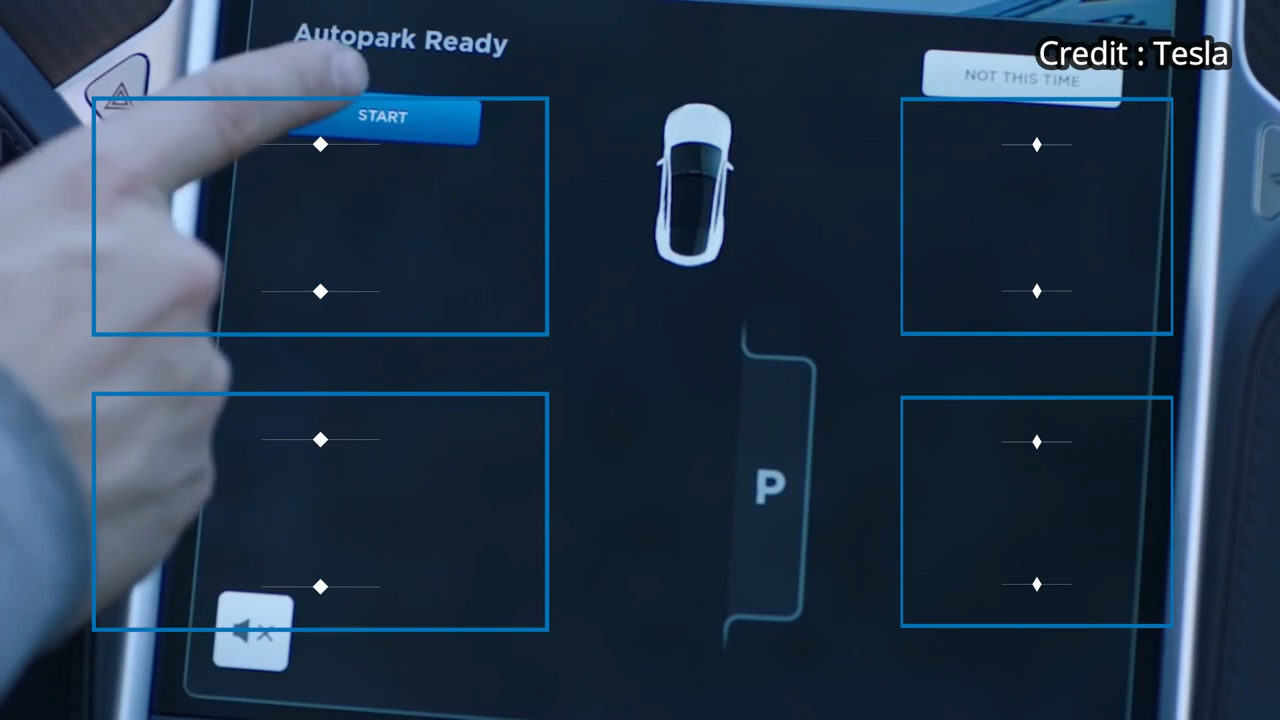 Autopark Ready
Credit : Tesla
NOT THIS TIME
START
P